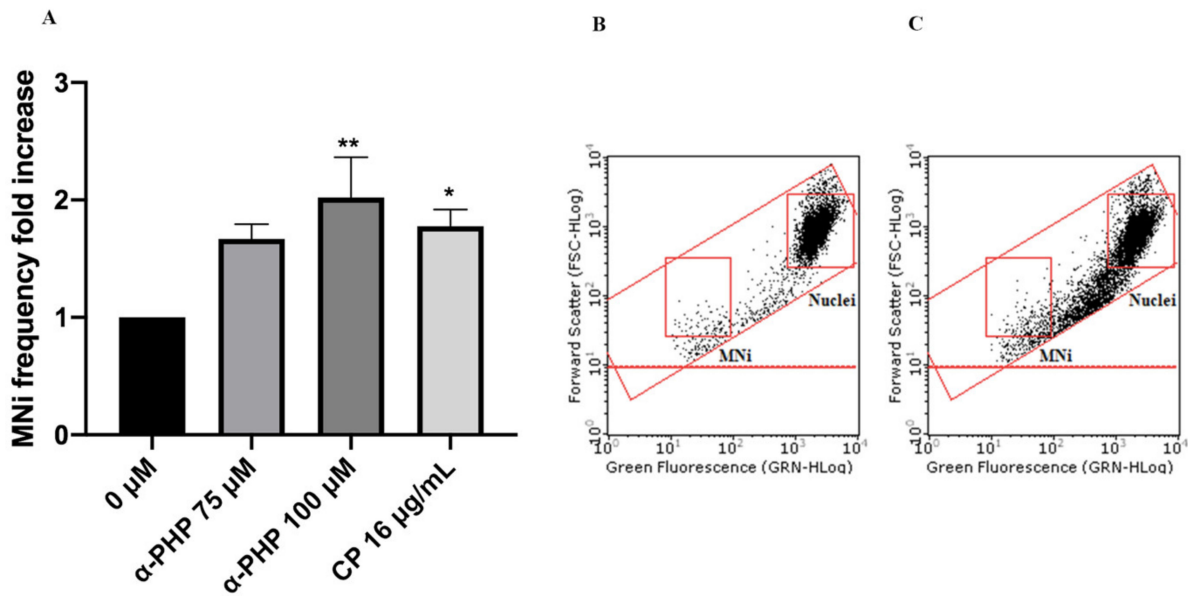 A
MNi frequency fold increase
3
2
1
0
**
*
0 µM
α-PHP 75 µM
α-PHP 100 µM
CP 16 µg/mL
B
Forward Scatter (FSC-HLog)
10^4
10^3
10^2
10^1
10^0
Nuclei
MNi
10^0 10^1 10^2 10^3 10^4
Green Fluorescence (GRN-HLog)
C
Forward Scatter (FSC-HLog)
10^4
10^3
10^2
10^1
10^0
Nuclei
MNi
10^0 10^1 10^2 10^3 10^4
Green Fluorescence (GRN-HLog)